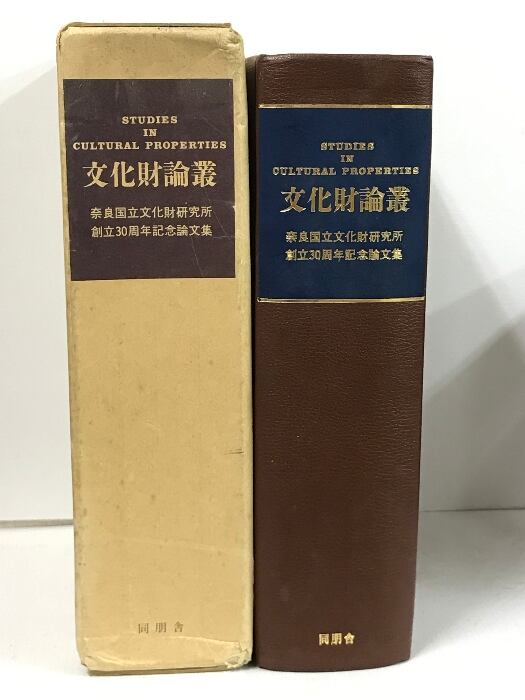 STUDIES
IN
CULTURAL PROPERTIES
文化財論叢
奈良国立文化財研究所
創立30周年記念論文集
同朋舎
STUDIES
IN
CULTURAL PROPERTIES
文化財論叢
奈良国立文化財研究所
創立30周年記念論文集
同朋舎